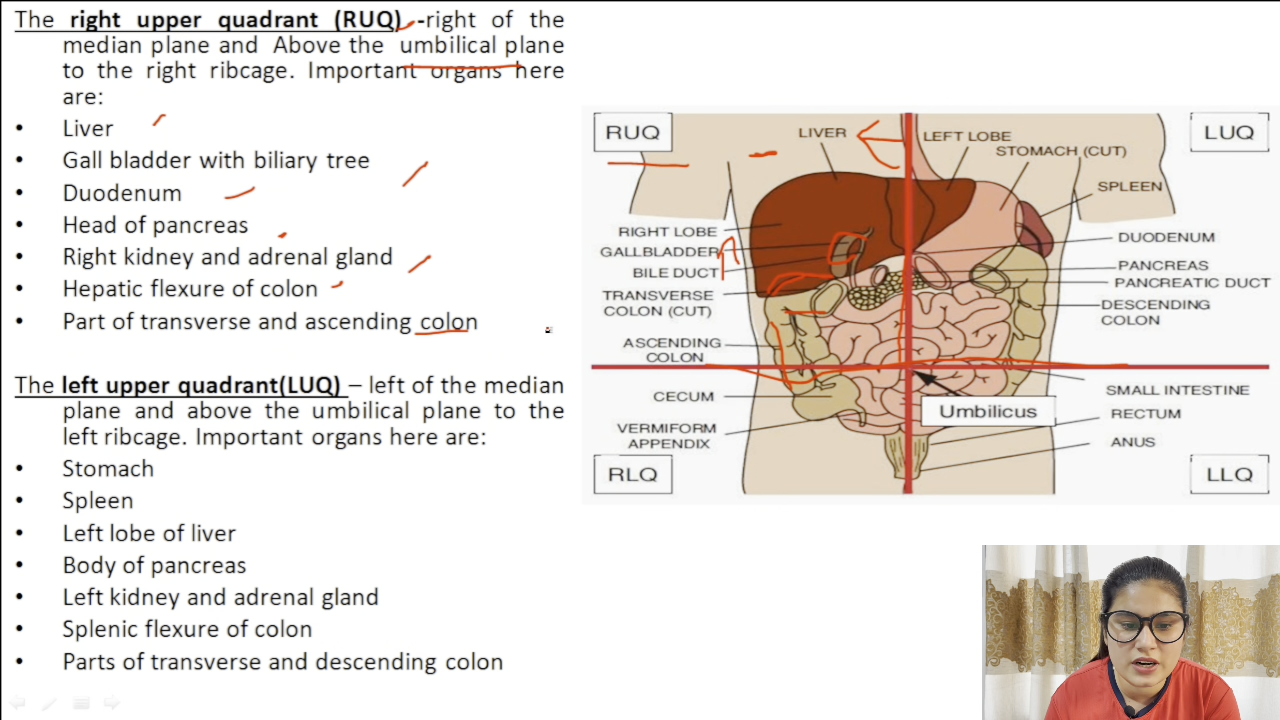 The right upper quadrant (RUQ) -right of the
median plane and Above the umbilical plane
to the right ribcage. Important organs here
are:
• Liver
• Gall bladder with biliary tree
• Duodenum
• Head of pancreas
• Right kidney and adrenal gland
• Hepatic flexure of colon
• Part of transverse and ascending colon
The left upper quadrant(LUQ) – left of the median
plane and above the umbilical plane to the
left ribcage. Important organs here are:
• Stomach
• Spleen
• Left lobe of liver
• Body of pancreas
• Left kidney and adrenal gland
• Splenic flexure of colon
• Parts of transverse and descending colon
RUQ
LIVER
LEFT LOBE
STOMACH (CUT)
LUQ
SPLEEN
RIGHT LOBE
GALLBLADDER
BILE DUCT
TRANSVERSE
COLON (CUT)
ASCENDING
COLON
DUODENUM
PANCREAS
PANCREATIC DUCT
DESCENDING
COLON
CECUM
VERMIFORM
APPENDIX
Umbilicus
SMALL INTESTINE
RECTUM
ANUS
RLQ
LLQ